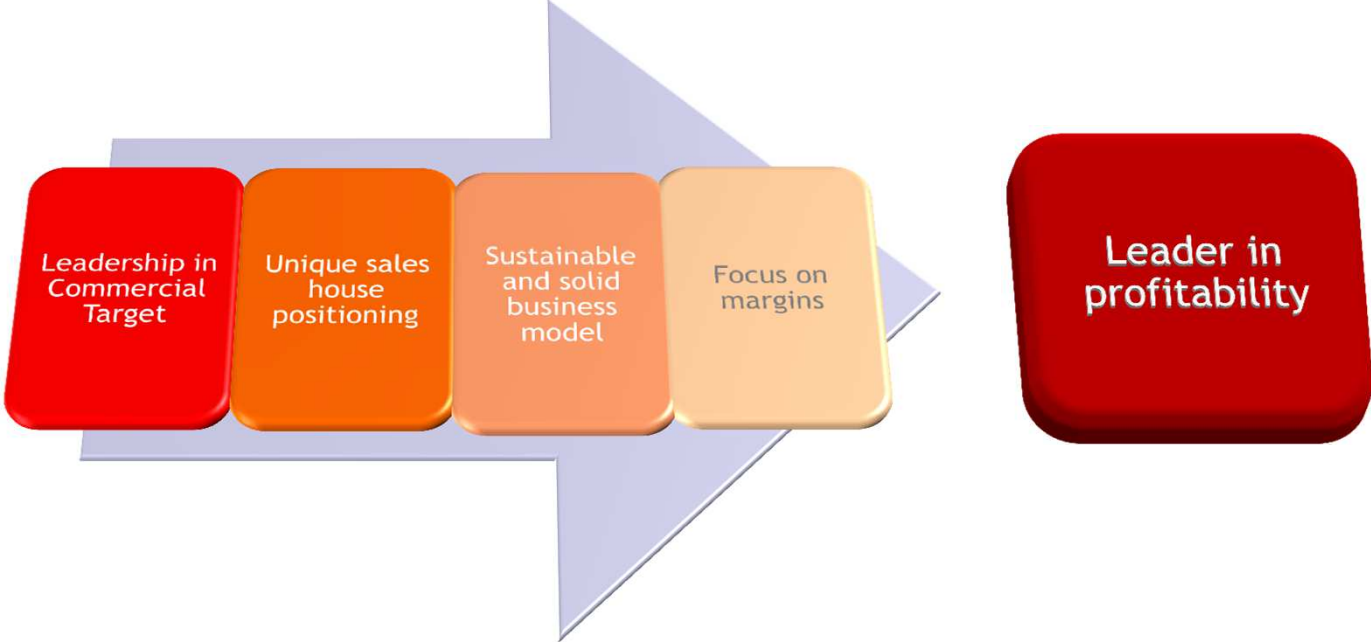 Leadership in
Commercial
Target
Unique sales
house
positioning
Sustainable
and solid
business
model
Focus on
margins
Leader in
profitability